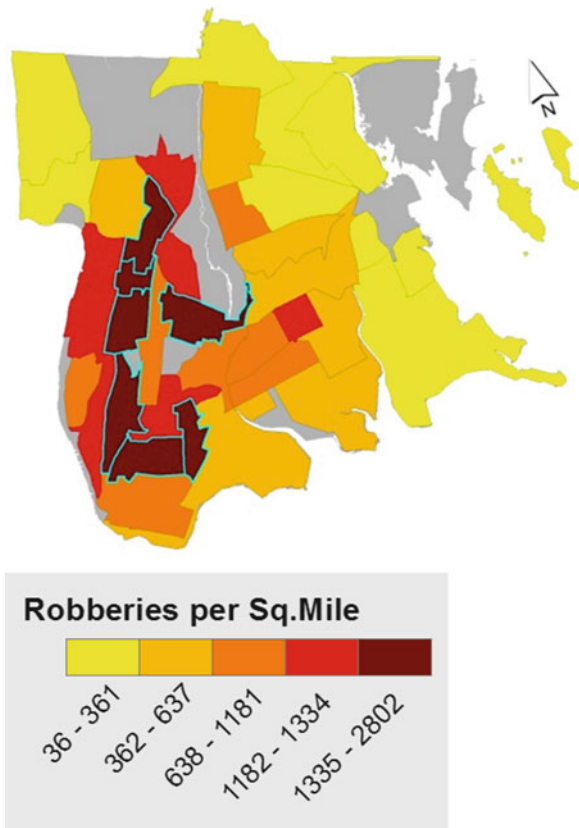 N
Robberies per Sq.Mile
36 - 361
362 - 637
638 - 1181
1182 - 1334
1335 - 2802